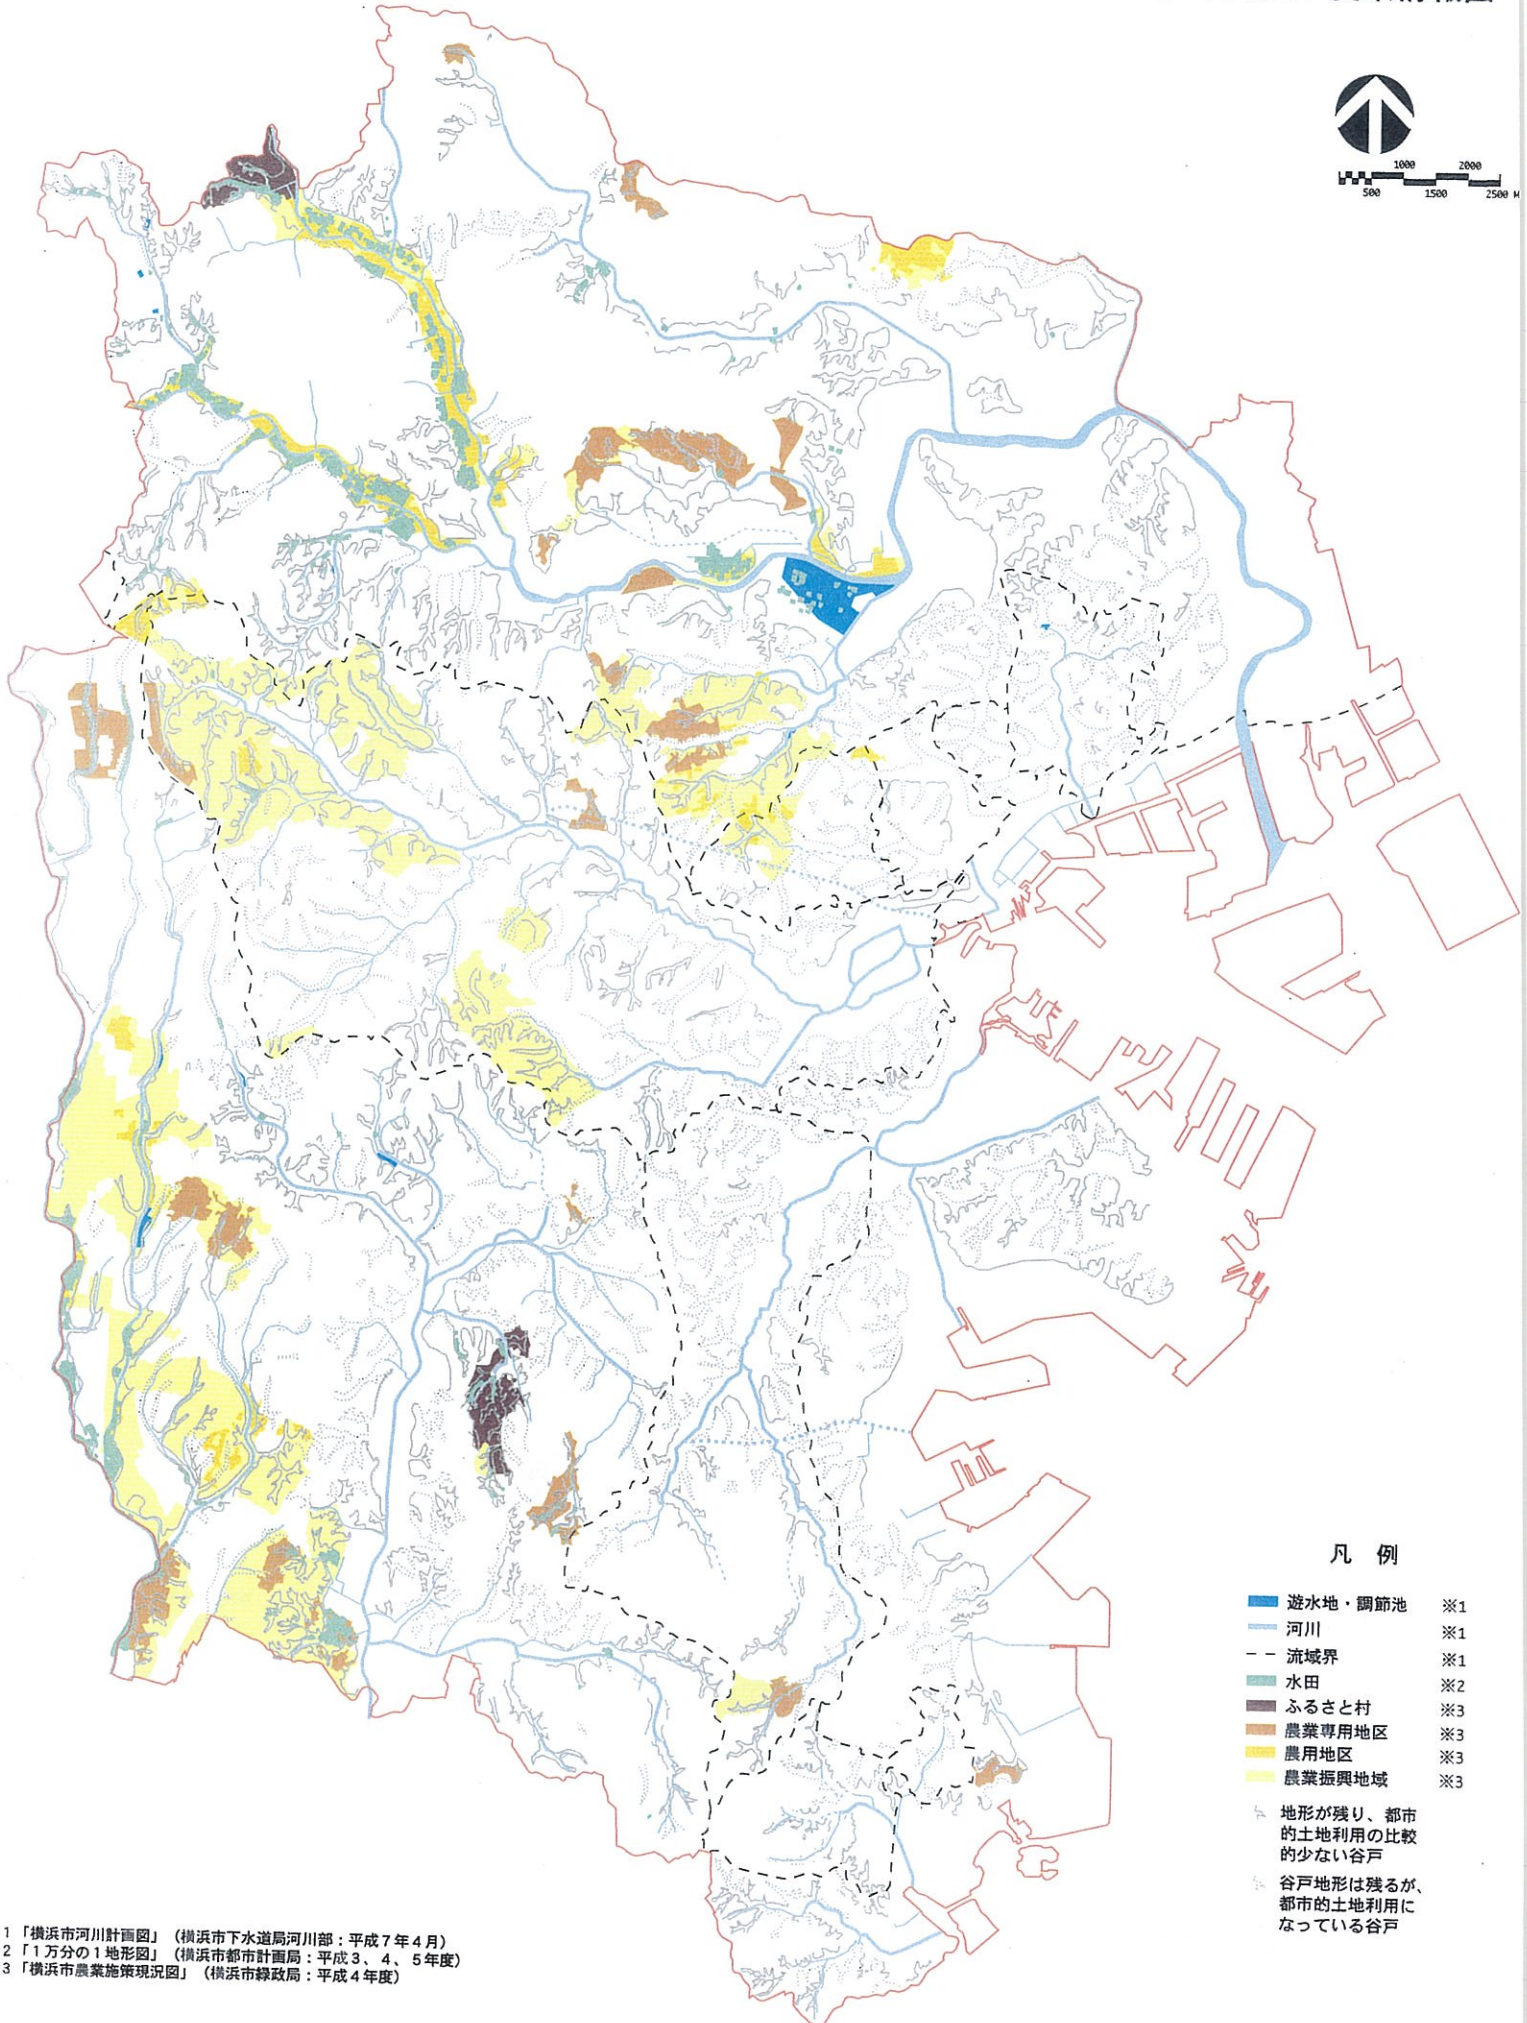 1000 2000
500 1500 2500 M
凡 例
遊水地・調節池 ※1
河川 ※1
流域界 ※1
水田 ※2
ふるさと村 ※3
農業専用地区 ※3
農用地区 ※3
農業振興地域 ※3
地形が残り、都市
的土地利用の比較
的少ない谷戸
谷戸地形は残るが、
都市的土地利用に
なっている谷戸
1「横浜市河川計画図」（横浜市下水道局河川部：平成７年４月）
2「１万分の１地形図」（横浜市都市計画局：平成３、４、５年度）
3「横浜市農業施策現況図」（横浜市緑政局：平成４年度）